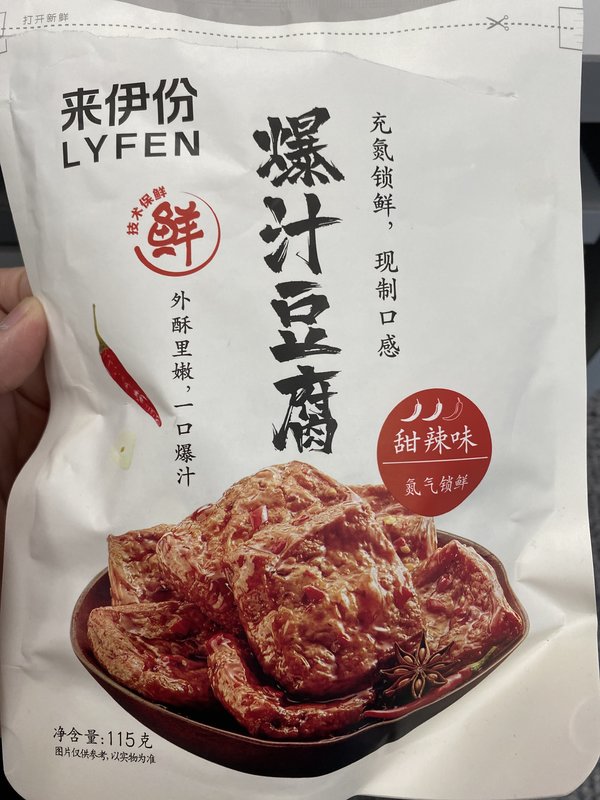 打开新鲜
来伊份
LYFEN
技术保鲜
鲜
爆汁豆腐
充氮锁鲜，现制口感
外酥里嫩，一口爆汁
甜辣味
氮气锁鲜
净含量:115克
图片仅供参考,以实物为准